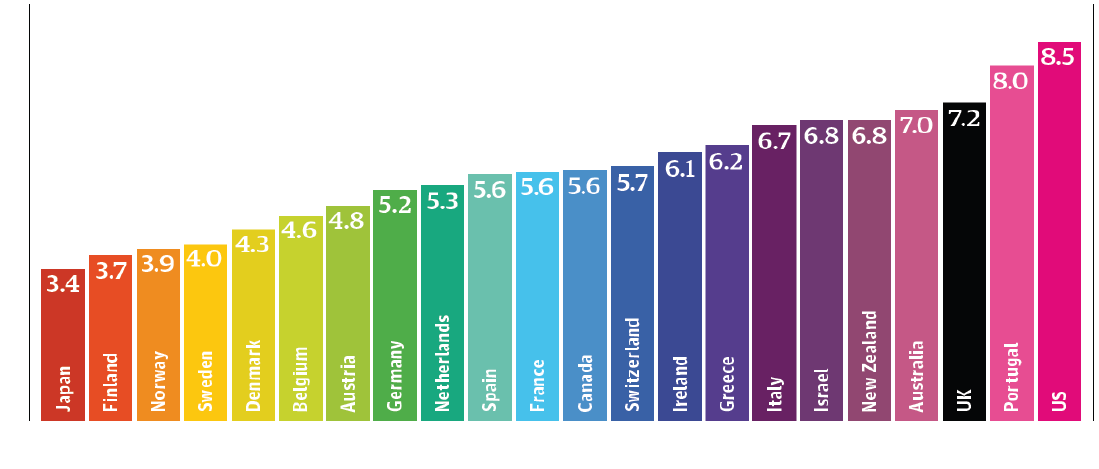 3.4
Japan
3.7
Finland
3.9
Norway
4.0
Sweden
4.3
Denmark
4.6
Belgium
4.8
Austria
5.2
Germany
5.3
Netherlands
5.6
Spain
5.6
France
5.6
Canada
5.7
Switzerland
6.1
Ireland
6.2
Greece
6.7
Italy
6.8
Israel
6.8
New Zealand
7.0
Australia
7.2
UK
8.0
Portugal
8.5
US